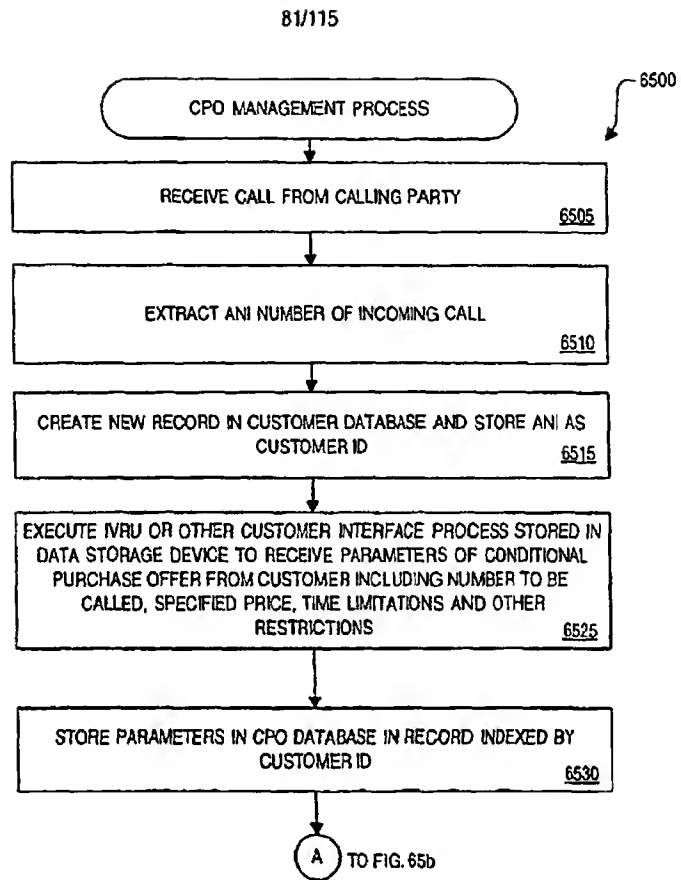 81/115
6500
CPO MANAGEMENT PROCESS
RECEIVE CALL FROM CALLING PARTY
6505
EXTRACT ANI NUMBER OF INCOMING CALL
6510
CREATE NEW RECORD IN CUSTOMER DATABASE AND STORE ANI AS
CUSTOMER ID
6515
EXECUTE IVRU OR OTHER CUSTOMER INTERFACE PROCESS STORED IN
DATA STORAGE DEVICE TO RECEIVE PARAMETERS OF CONDITIONAL
PURCHASE OFFER FROM CUSTOMER INCLUDING NUMBER TO BE
CALLED, SPECIFIED PRICE, TIME LIMITATIONS AND OTHER
RESTRICTIONS
6525
STORE PARAMETERS IN CPO DATABASE IN RECORD INDEXED BY
CUSTOMER ID
6530
A TO FIG. 65b